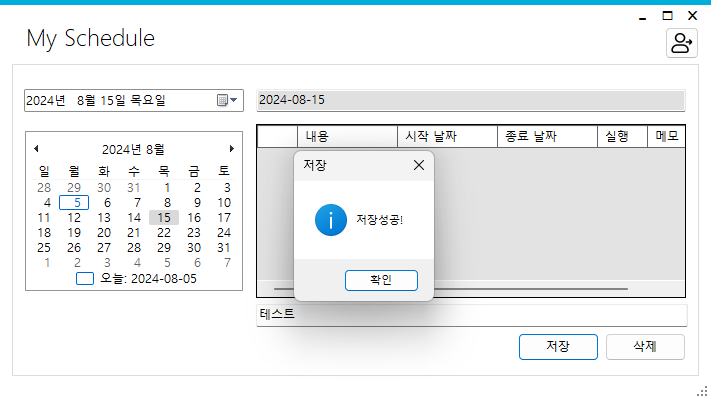 My Schedule
2024년 8월 15일 목요일
2024-08-15
2024년 8월
일 월 화 수 목 금 토
28 29 30 31 1 2 3
4 5 6 7 8 9 10
11 12 13 14 15 16 17
18 19 20 21 22 23 24
25 26 27 28 29 30 31
1 2 3 4 5 6 7
오늘: 2024-08-05
내용 시작 날짜 종료 날짜 실행 메모
저장
저장성공!
확인
테스트
저장 삭제